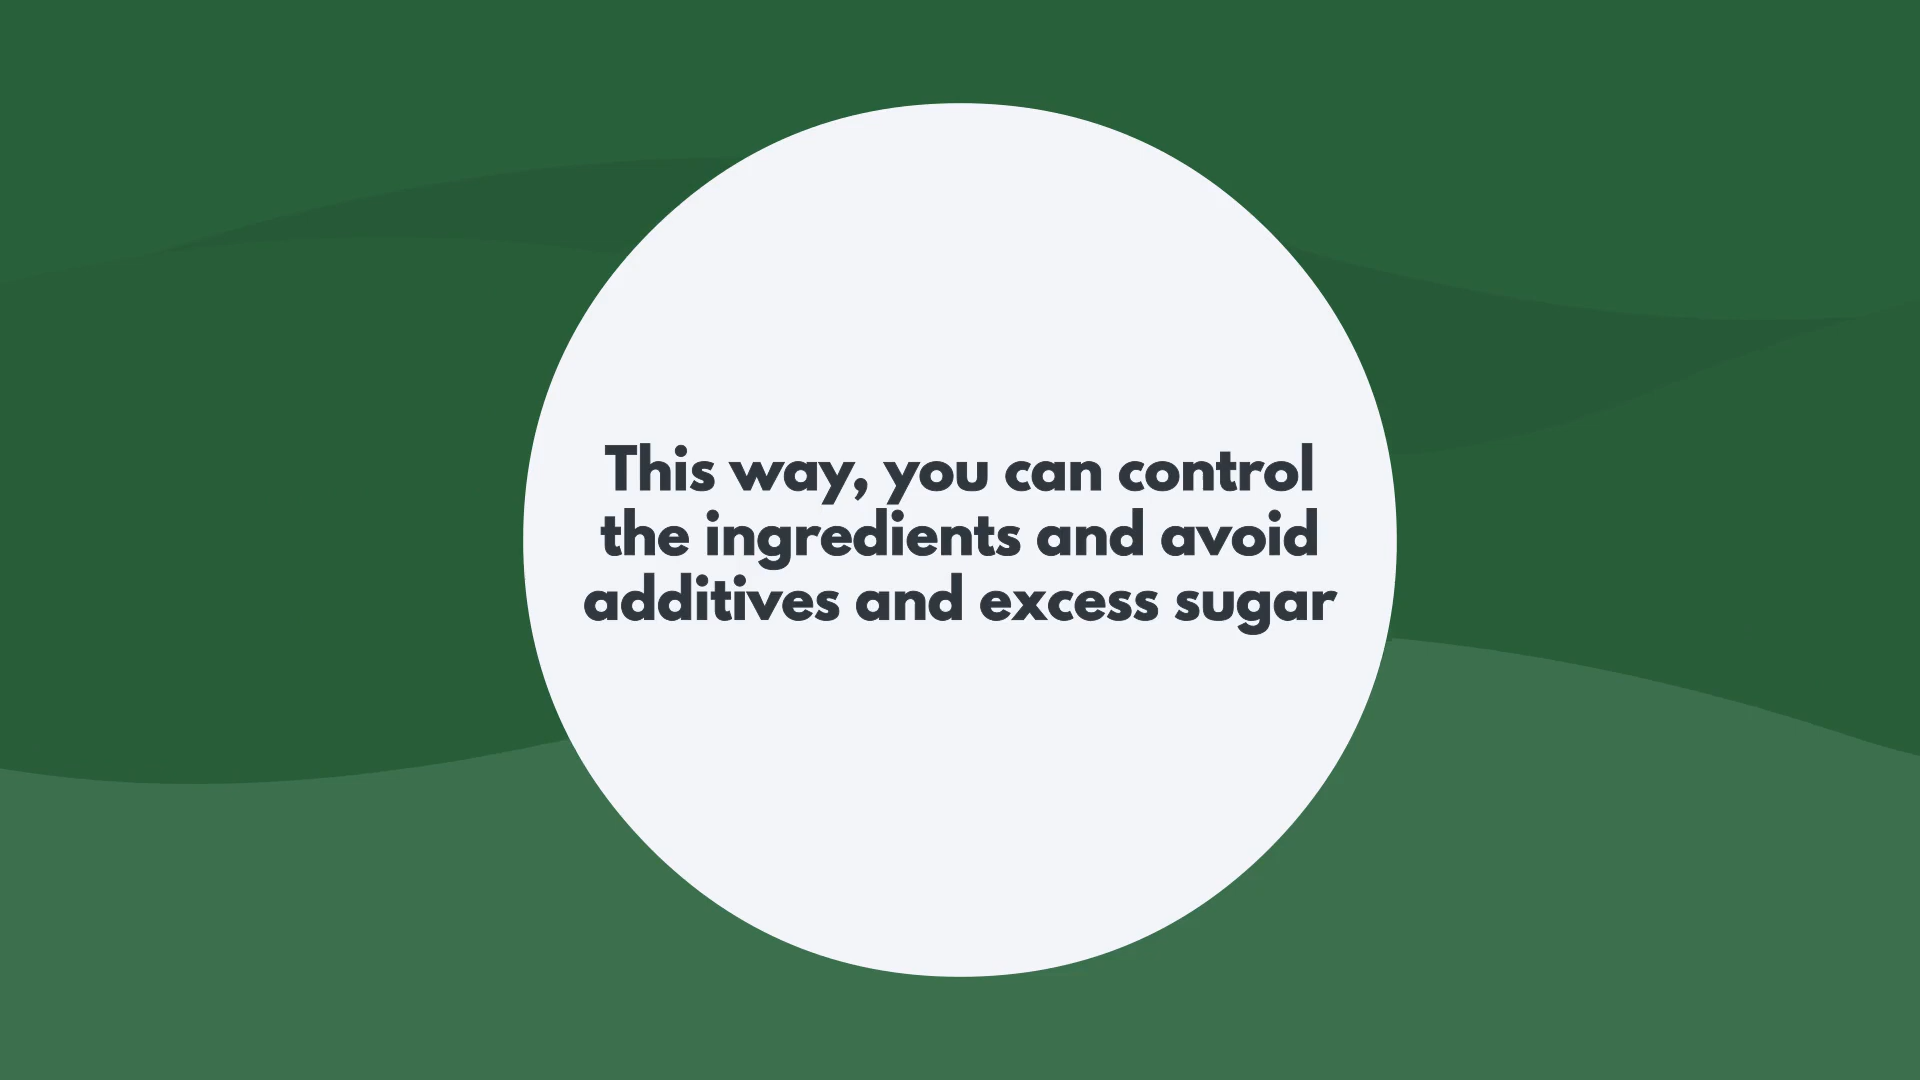 This way, you can control
the ingredients and avoid
additives and excess sugar